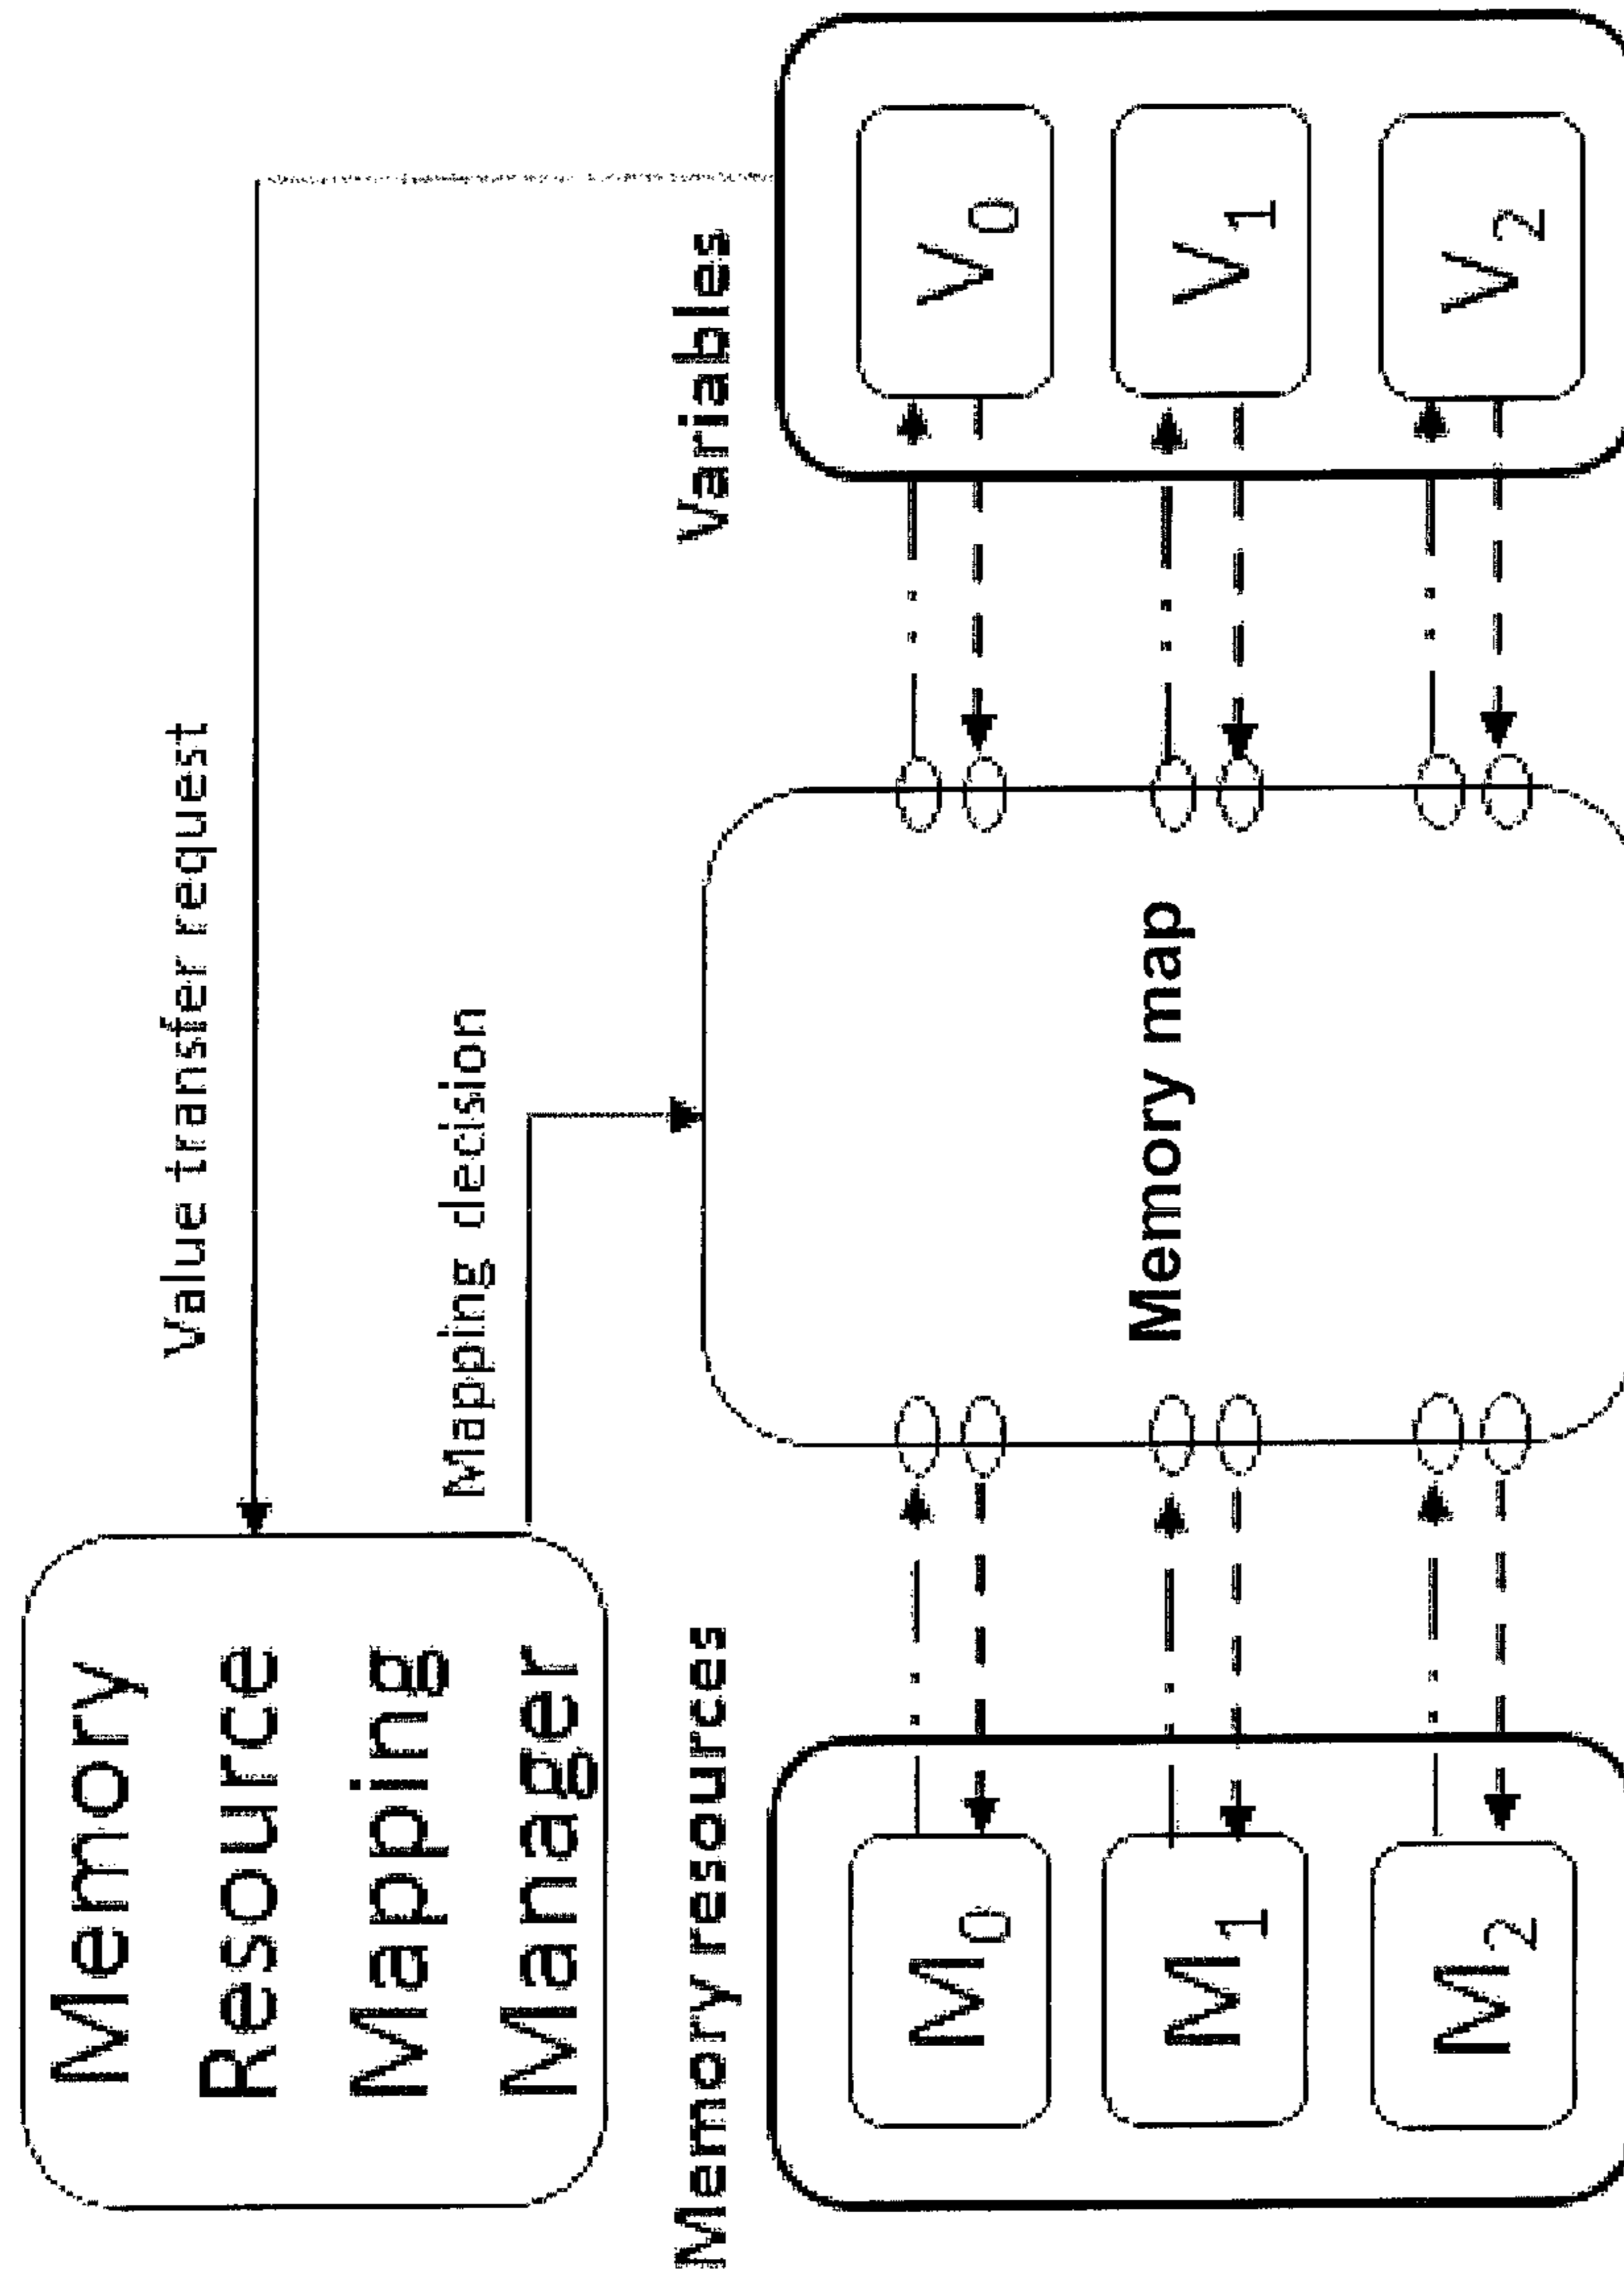 Memory
Resource
Mapping
Manager
Value transfer request
Mapping decision
Memory resources
Variables
M0
M1
M2
Memory map
V0
V1
V2